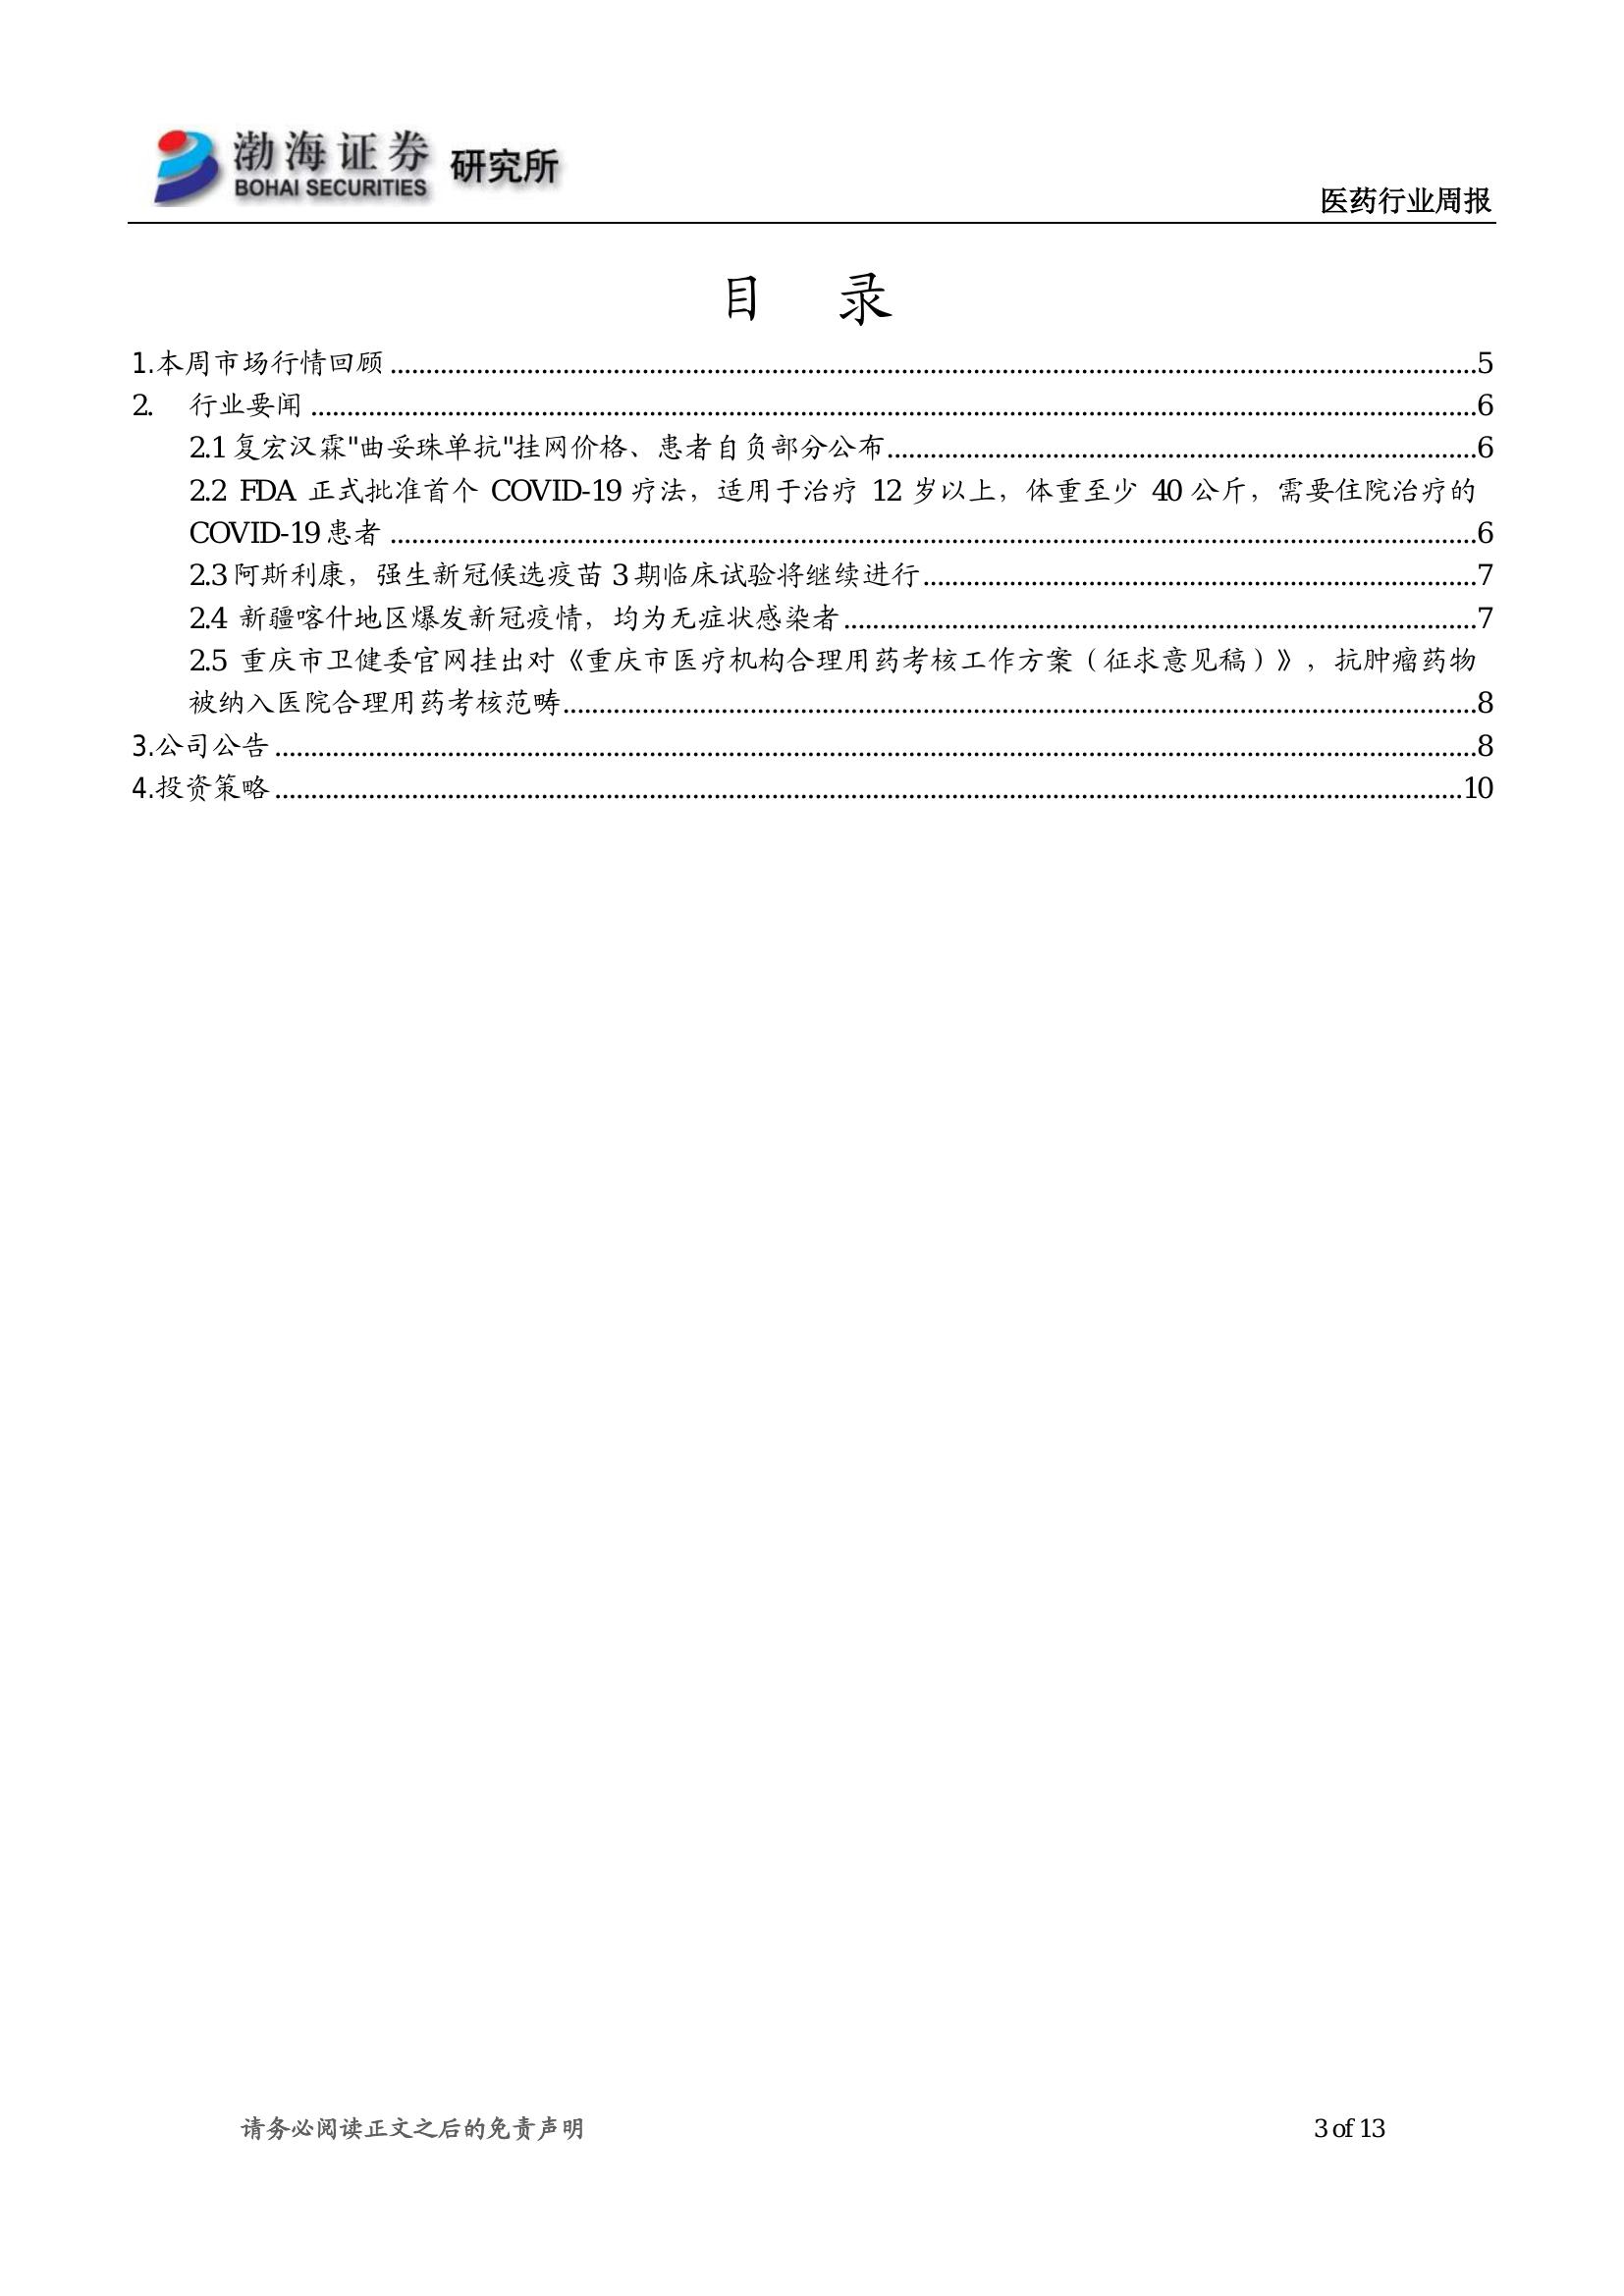 渤海证券 研究所
BOHAI SECURITIES
医药行业周报
目 录
1.本周市场行情回顾 ........................................ 5
2. 行业要闻 ........................................ 6
2.1 复宏汉霖"曲妥珠单抗"挂网价格、患者自负部分公布 ........................................ 6
2.2 FDA 正式批准首个 COVID-19 疗法，适用于治疗 12 岁以上，体重至少 40 公斤，需要住院治疗的
COVID-19 患者 ........................................ 6
2.3 阿斯利康，强生新冠候选疫苗 3 期临床试验将继续进行 ........................................ 7
2.4 新疆喀什地区爆发新冠疫情，均为无症状感染者 ........................................ 7
2.5 重庆市卫健委官网挂出对《重庆市医疗机构合理用药考核工作方案（征求意见稿）》，抗肿瘤药物
被纳入医院合理用药考核范畴 ........................................ 8
3.公司公告 ........................................ 8
4.投资策略 ........................................ 10
请务必阅读正文之后的免责声明 3 of 13